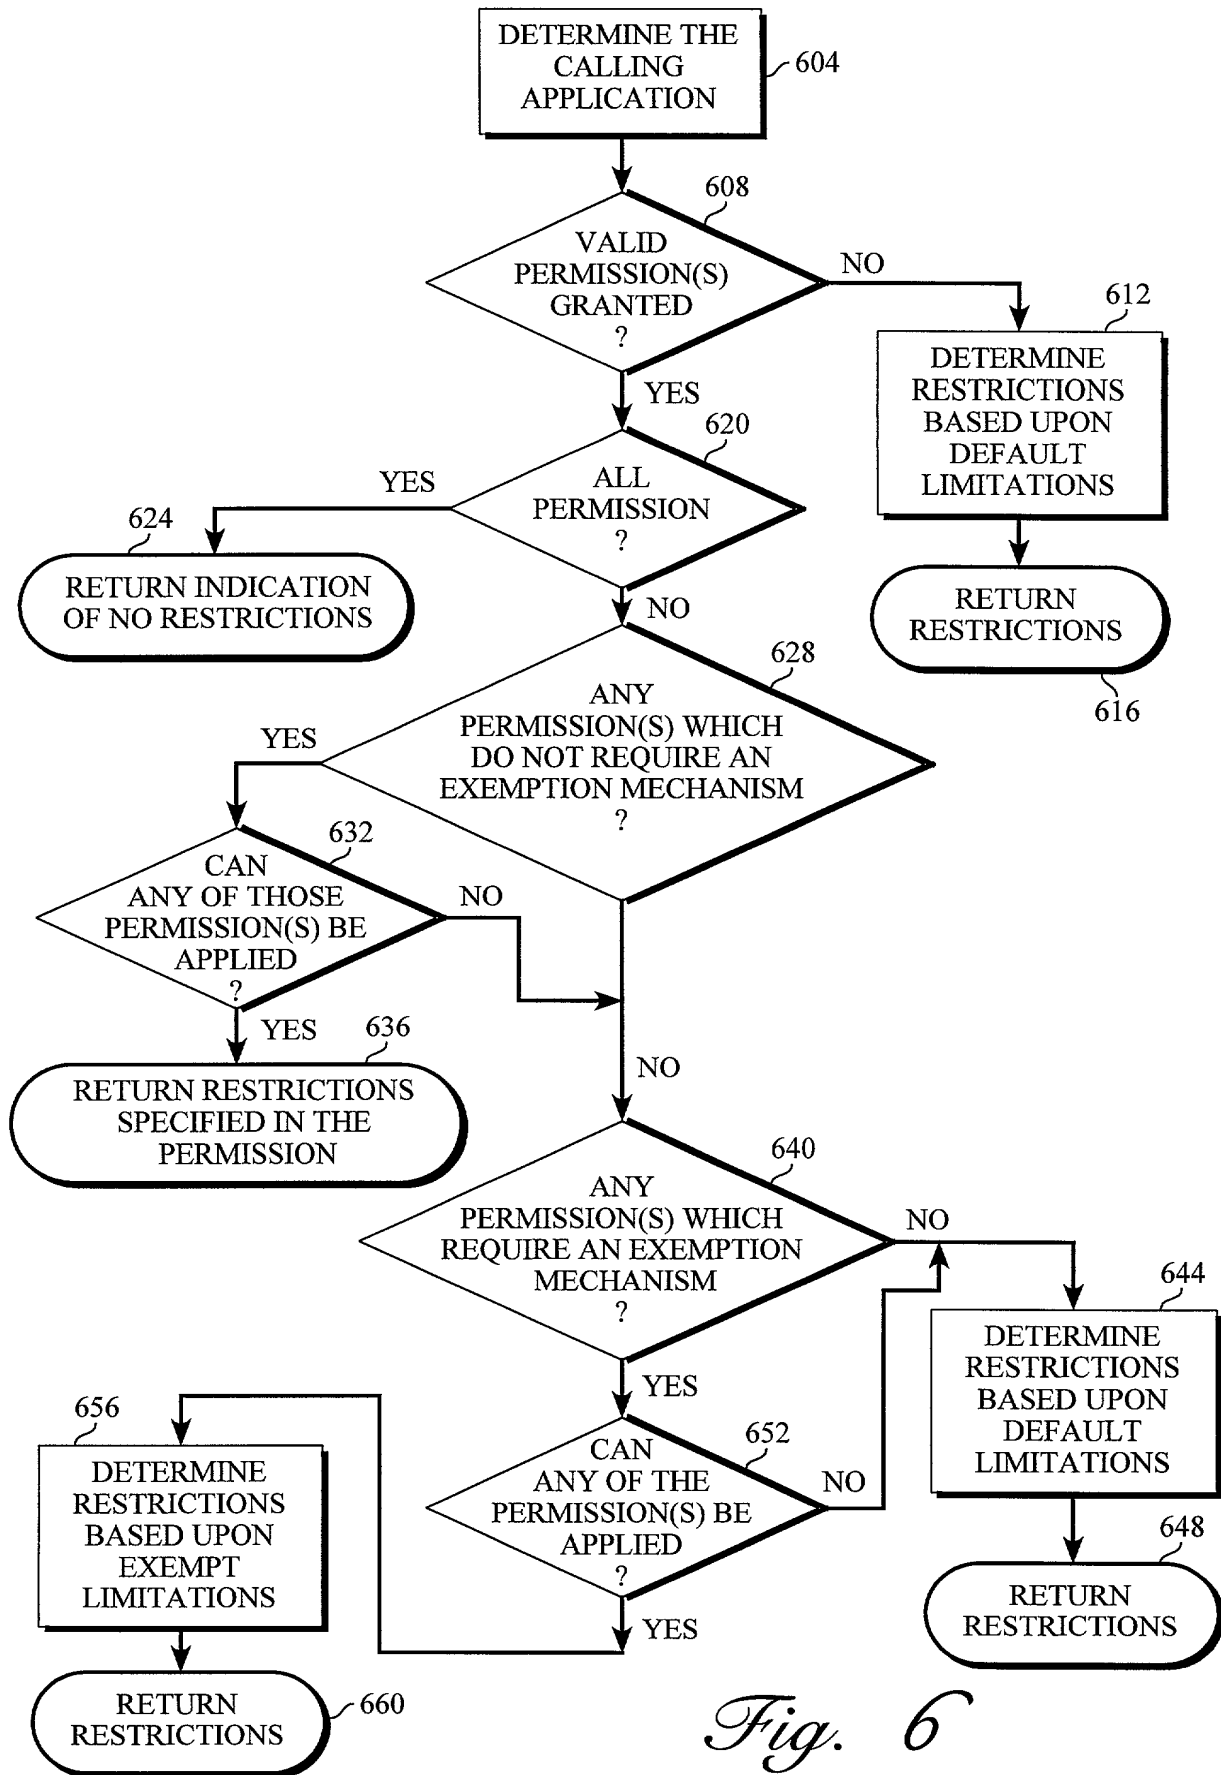 DETERMINE THE
CALLING
APPLICATION
604
608
VALID
PERMISSION(S)
GRANTED
?
NO
YES
612
DETERMINE
RESTRICTIONS
BASED UPON
DEFAULT
LIMITATIONS
620
ALL
PERMISSION
?
YES
NO
624
RETURN INDICATION
OF NO RESTRICTIONS
RETURN
RESTRICTIONS
616
628
ANY
PERMISSION(S) WHICH
DO NOT REQUIRE AN
EXEMPTION MECHANISM
?
YES
632
CAN
ANY OF THOSE
PERMISSION(S) BE
APPLIED
?
NO
YES
636
RETURN RESTRICTIONS
SPECIFIED IN THE
PERMISSION
NO
640
ANY
PERMISSION(S) WHICH
REQUIRE AN EXEMPTION
MECHANISM
?
NO
YES
644
DETERMINE
RESTRICTIONS
BASED UPON
DEFAULT
LIMITATIONS
652
CAN
ANY OF THE
PERMISSION(S) BE
APPLIED
?
NO
YES
656
DETERMINE
RESTRICTIONS
BASED UPON
EXEMPT
LIMITATIONS
648
RETURN
RESTRICTIONS
RETURN
RESTRICTIONS
660
Fig. 6